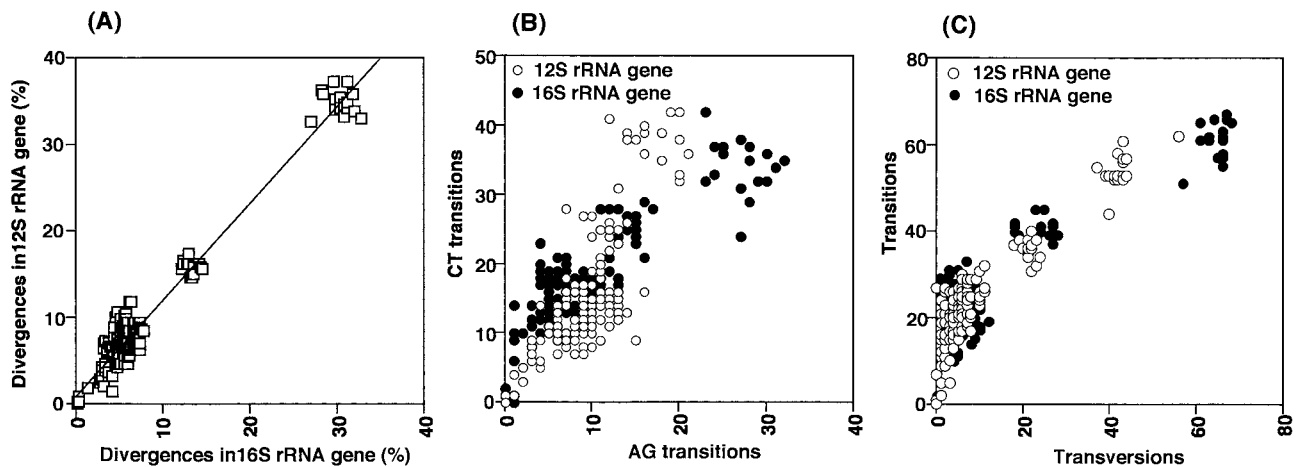 (A)
40
30
20
10
0
0
10
20
30
40
Divergences in12S rRNA gene (%)
Divergences in16S rRNA gene (%)
(B)
50
40
30
20
10
0
0
10
20
30
40
○ 12S rRNA gene
● 16S rRNA gene
CT transitions
AG transitions
(C)
80
60
40
20
0
0
20
40
60
80
○ 12S rRNA gene
● 16S rRNA gene
Transitions
Transversions